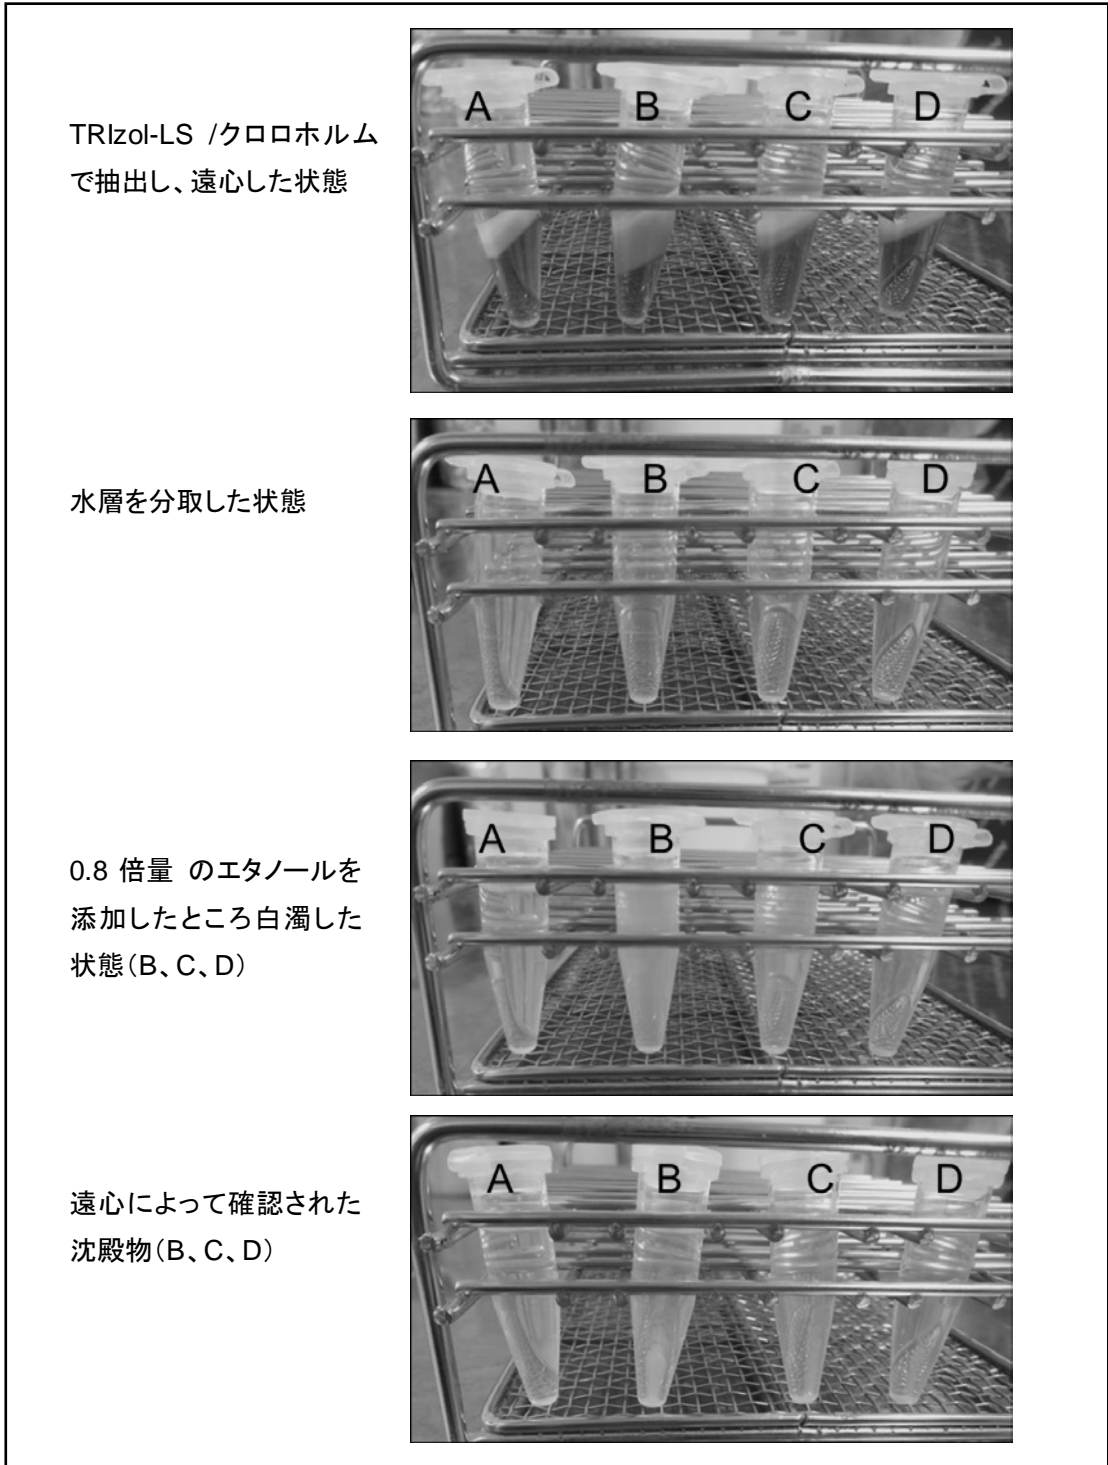 TRIzol-LS /クロロホルム
で抽出し、遠心した状態
A B C D
水層を分取した状態
A B C D
0.8 倍量 のエタノールを
添加したところ白濁した
状態(B、C、D)
A B C D
遠心によって確認された
沈殿物(B、C、D)
A B C D